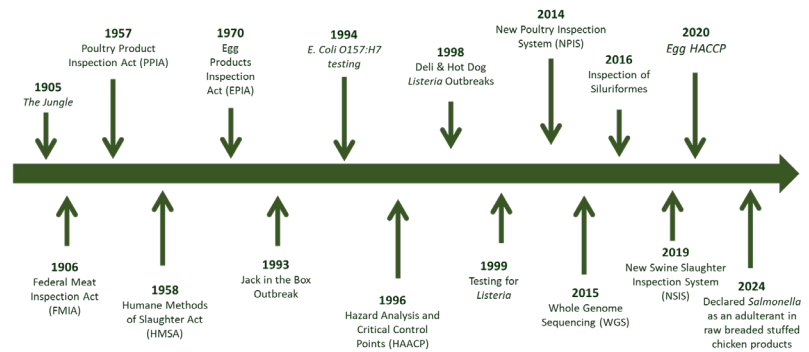 1905
The Jungle
1957
Poultry Product
Inspection Act (PPIA)
1970
Egg
Products
Inspection
Act (EPIA)
1994
E. Coli O157:H7
testing
1998
Deli & Hot Dog
Listeria Outbreaks
2014
New Poultry Inspection
System (NPIS)
2016
Inspection of
Siluriformes
2020
Egg HACCP
1906
Federal Meat
Inspection Act
(FMIA)
1958
Humane Methods
of Slaughter Act
(HMSA)
1993
Jack in the Box
Outbreak
1996
Hazard Analysis and
Critical Control
Points (HAACP)
1999
Testing for
Listeria
2015
Whole Genome
Sequencing (WGS)
2019
New Swine Slaughter
Inspection System
(NSIS)
2024
Declared Salmonella
as an adulterant in
raw breaded stuffed
chicken products